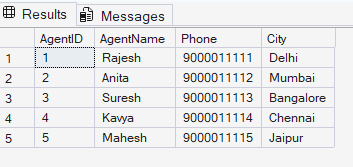 Results Messages
AgentID AgentName Phone City
1 1 Rajesh 9000011111 Delhi
2 2 Anita 9000011112 Mumbai
3 3 Suresh 9000011113 Bangalore
4 4 Kavya 9000011114 Chennai
5 5 Mahesh 9000011115 Jaipur